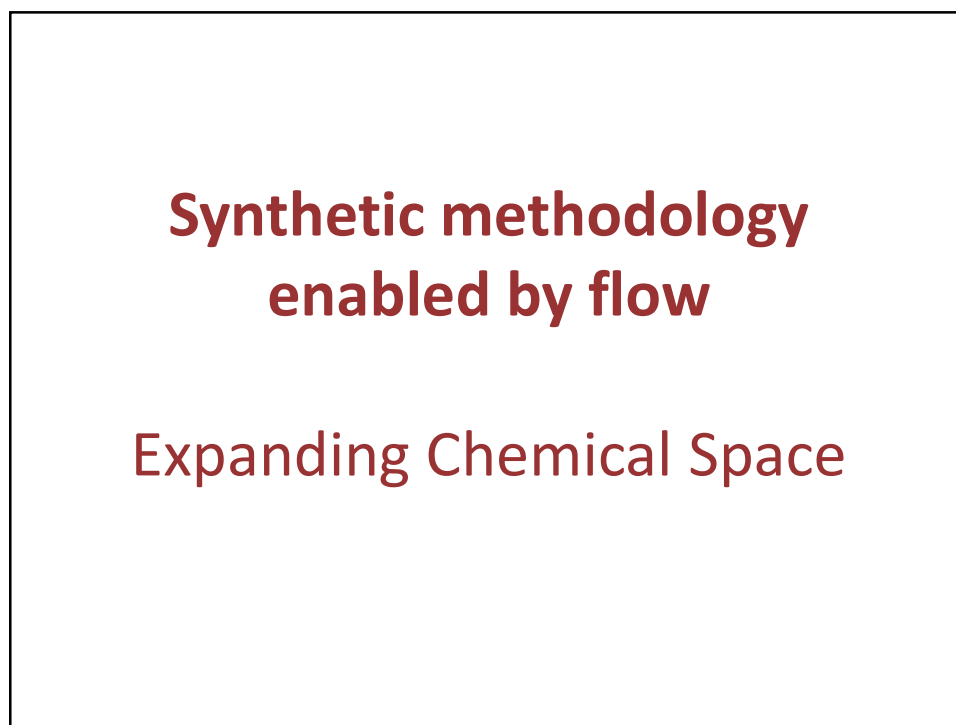 Synthetic methodology
enabled by flow
Expanding Chemical Space